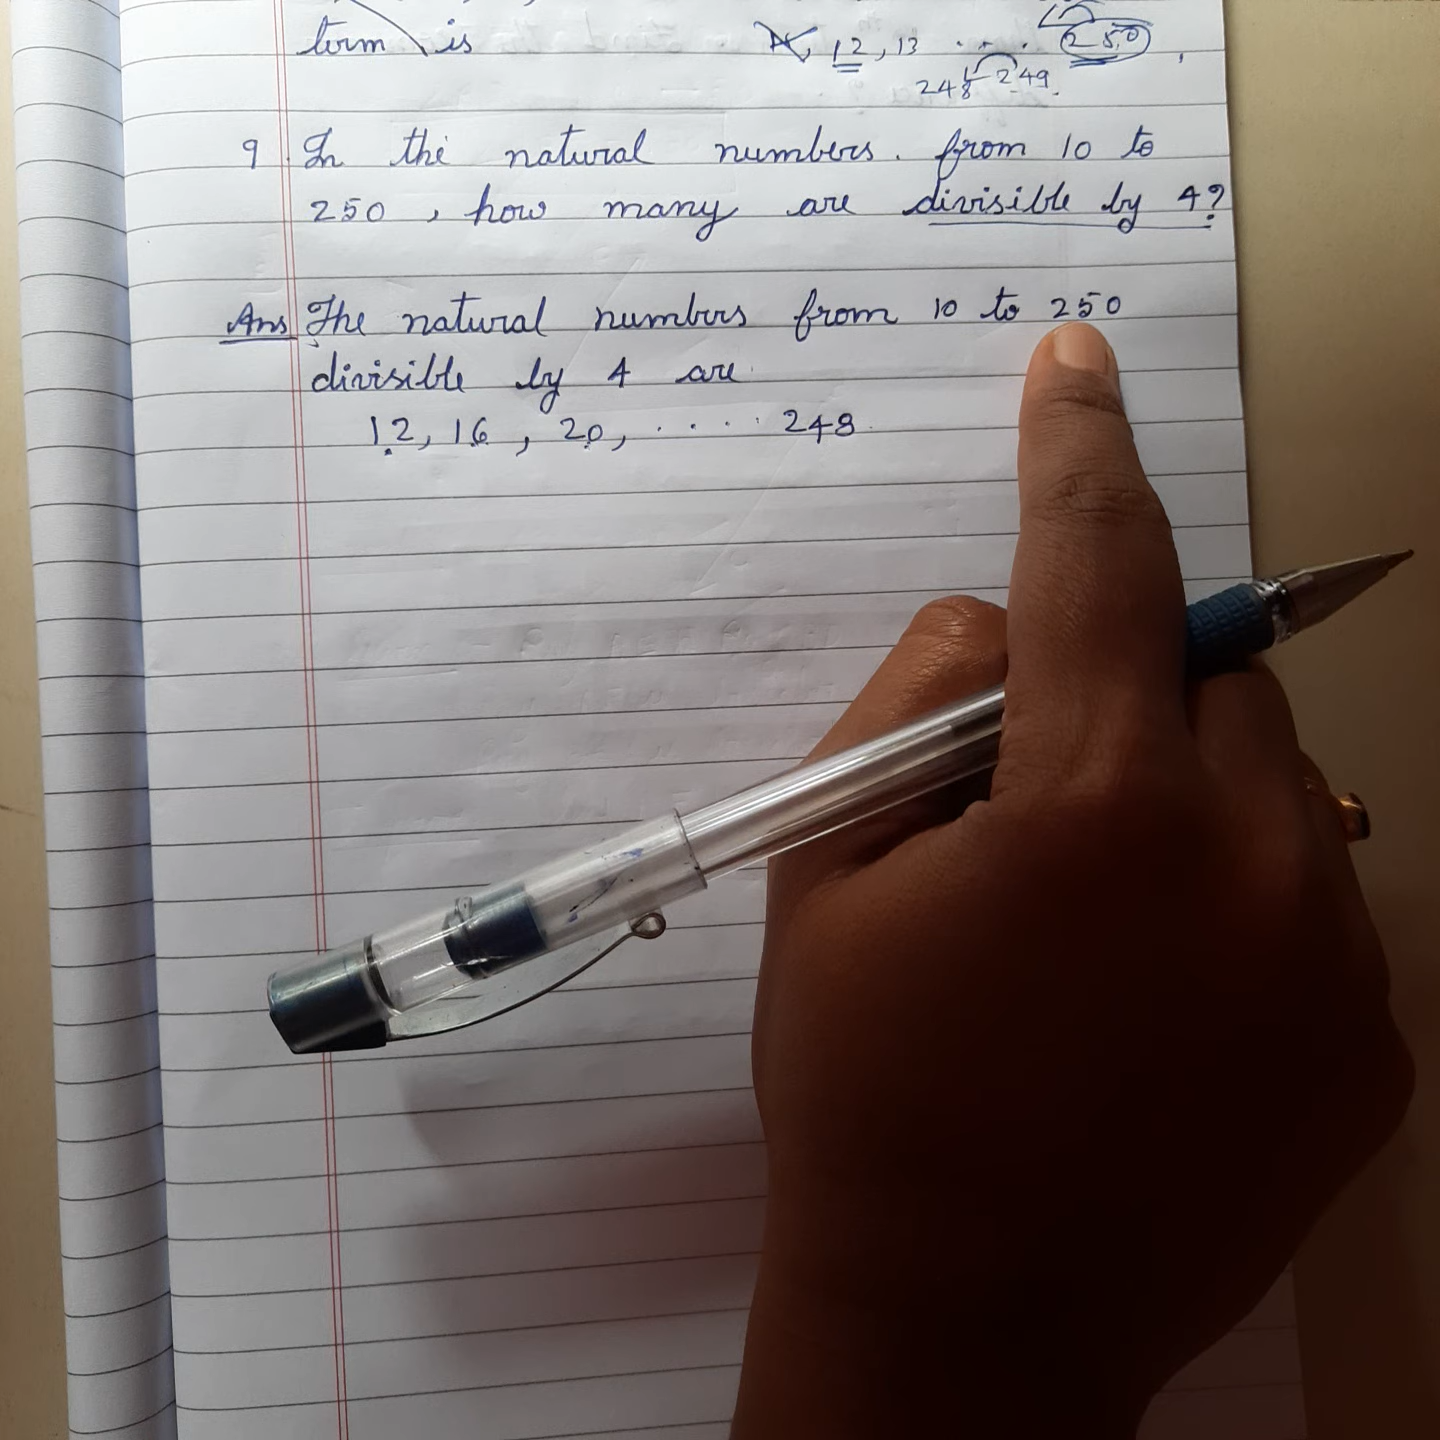 term is
12, 13 . . . 250
248 249.
9. In the natural numbers. from 10 to
250, how many are divisible by 4?
Ans The natural numbers from 10 to 250
divisible by 4 are
12, 16, 20, . . . . 248